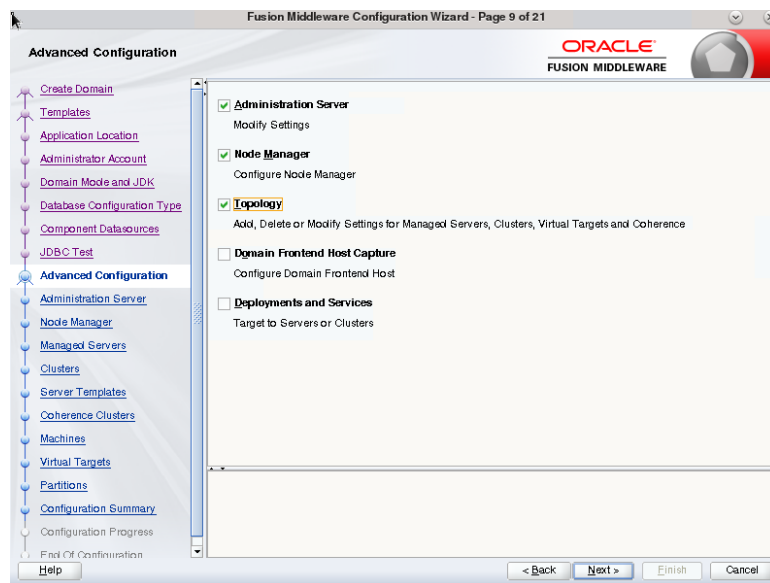 Fusion Middleware Configuration Wizard - Page 9 of 21
Advanced Configuration
ORACLE
FUSION MIDDLEWARE
Create Domain
Templates
Application Location
Administrator Account
Domain Mode and JDK
Database Configuration Type
Component Datasources
JDBC Test
Advanced Configuration
Administration Server
Node Manager
Managed Servers
Clusters
Server Templates
Coherence Clusters
Machines
Virtual Targets
Partitions
Configuration Summary
Configuration Progress
End Of Configuration
Administration Server
Modify Settings
Node Manager
Configure Node Manager
Topology
Add, Delete or Modify Settings for Managed Servers, Clusters, Virtual Targets and Coherence
Domain Frontend Host Capture
Configure Domain Frontend Host
Deployments and Services
Target to Servers or Clusters
Help
< Back
Next >
Finish
Cancel